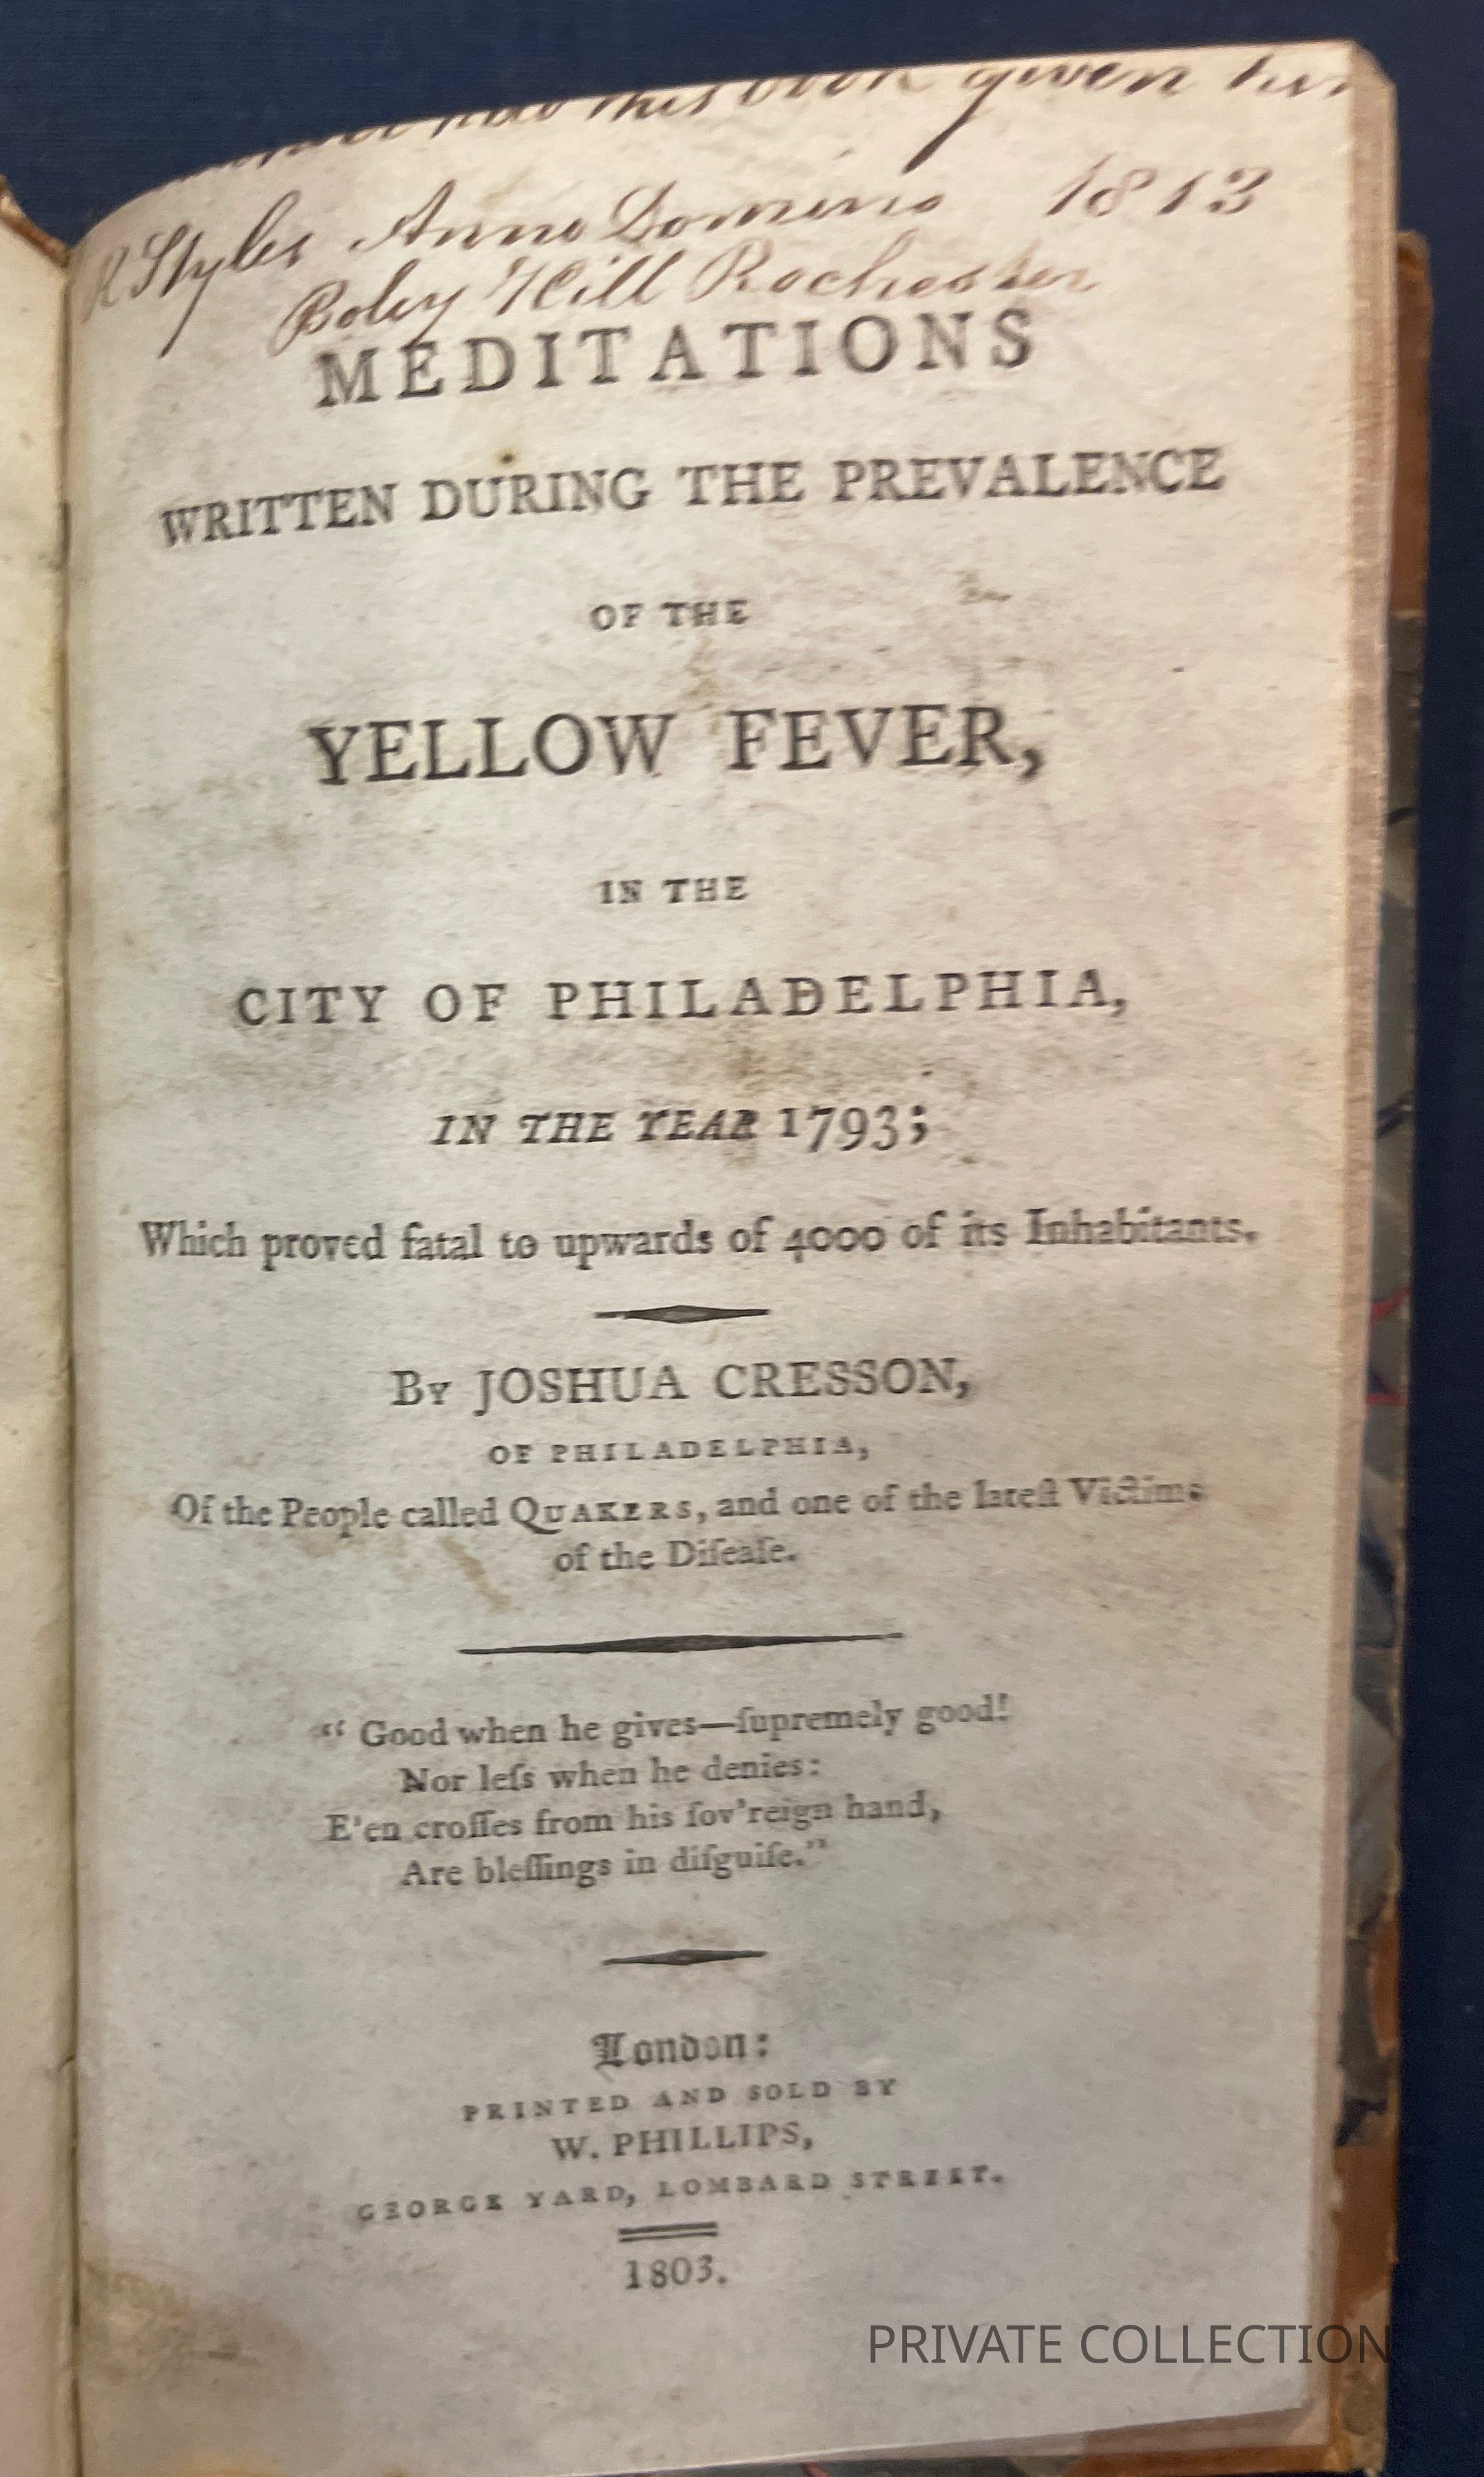 this book given
Styles Anno Domino 1813
Boley Hill Rochester
MEDITATIONS
WRITTEN DURING THE PREVALENCE
OF THE
YELLOW FEVER,
IN THE
CITY OF PHILADELPHIA,
IN THE YEAR 1793;
Which proved fatal to upwards of 4000 of its Inhabitants.
By JOSHUA CRESSON,
OF PHILADELPHIA,
Of the People called QUAKERS, and one of the lateſt Victims
of the Diſeaſe.
“ Good when he gives—ſupremely good!
Nor leſs when he denies:
E'en croſſes from his ſov'reign hand,
Are bleſſings in diſguiſe.”
London:
PRINTED AND SOLD BY
W. PHILLIPS,
GEORGE YARD, LOMBARD STREET.
1803.
PRIVATE COLLECTION